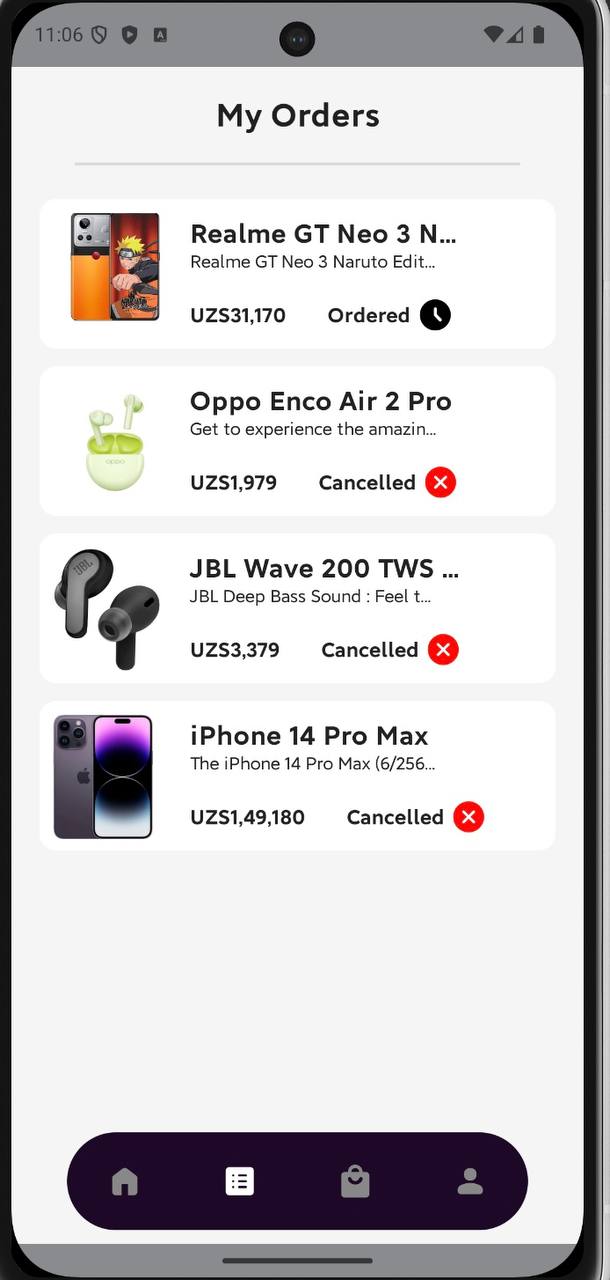 11:06
My Orders
Realme GT Neo 3 N...
Realme GT Neo 3 Naruto Edit...
UZS31,170 Ordered
Oppo Enco Air 2 Pro
Get to experience the amazin...
oppo
UZS1,979 Cancelled
JBL
JBL Wave 200 TWS ...
JBL Deep Bass Sound : Feel t...
UZS3,379 Cancelled
iPhone 14 Pro Max
The iPhone 14 Pro Max (6/256...
UZS1,49,180 Cancelled